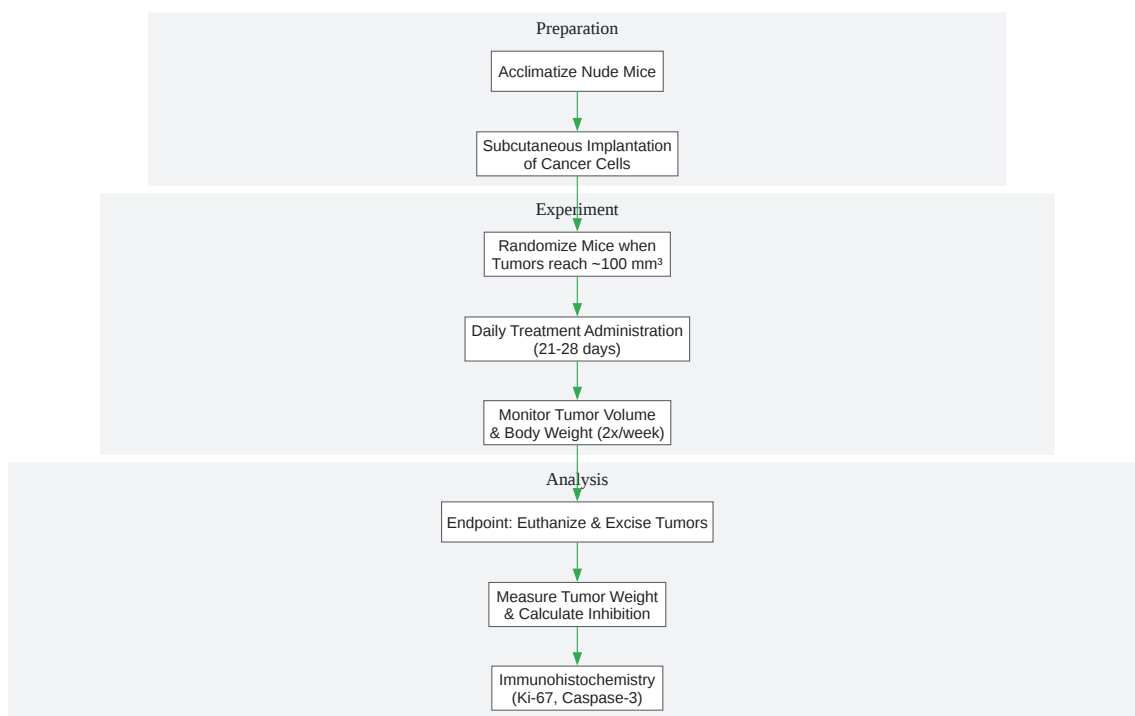 Preparation
Acclimatize Nude Mice
Subcutaneous Implantation
of Cancer Cells
Experiment
Randomize Mice when
Tumors reach ~100 mm³
Daily Treatment Administration
(21-28 days)
Monitor Tumor Volume
& Body Weight (2x/week)
Analysis
Endpoint: Euthanize & Excise Tumors
Measure Tumor Weight
& Calculate Inhibition
Immunohistochemistry
(Ki-67, Caspase-3)